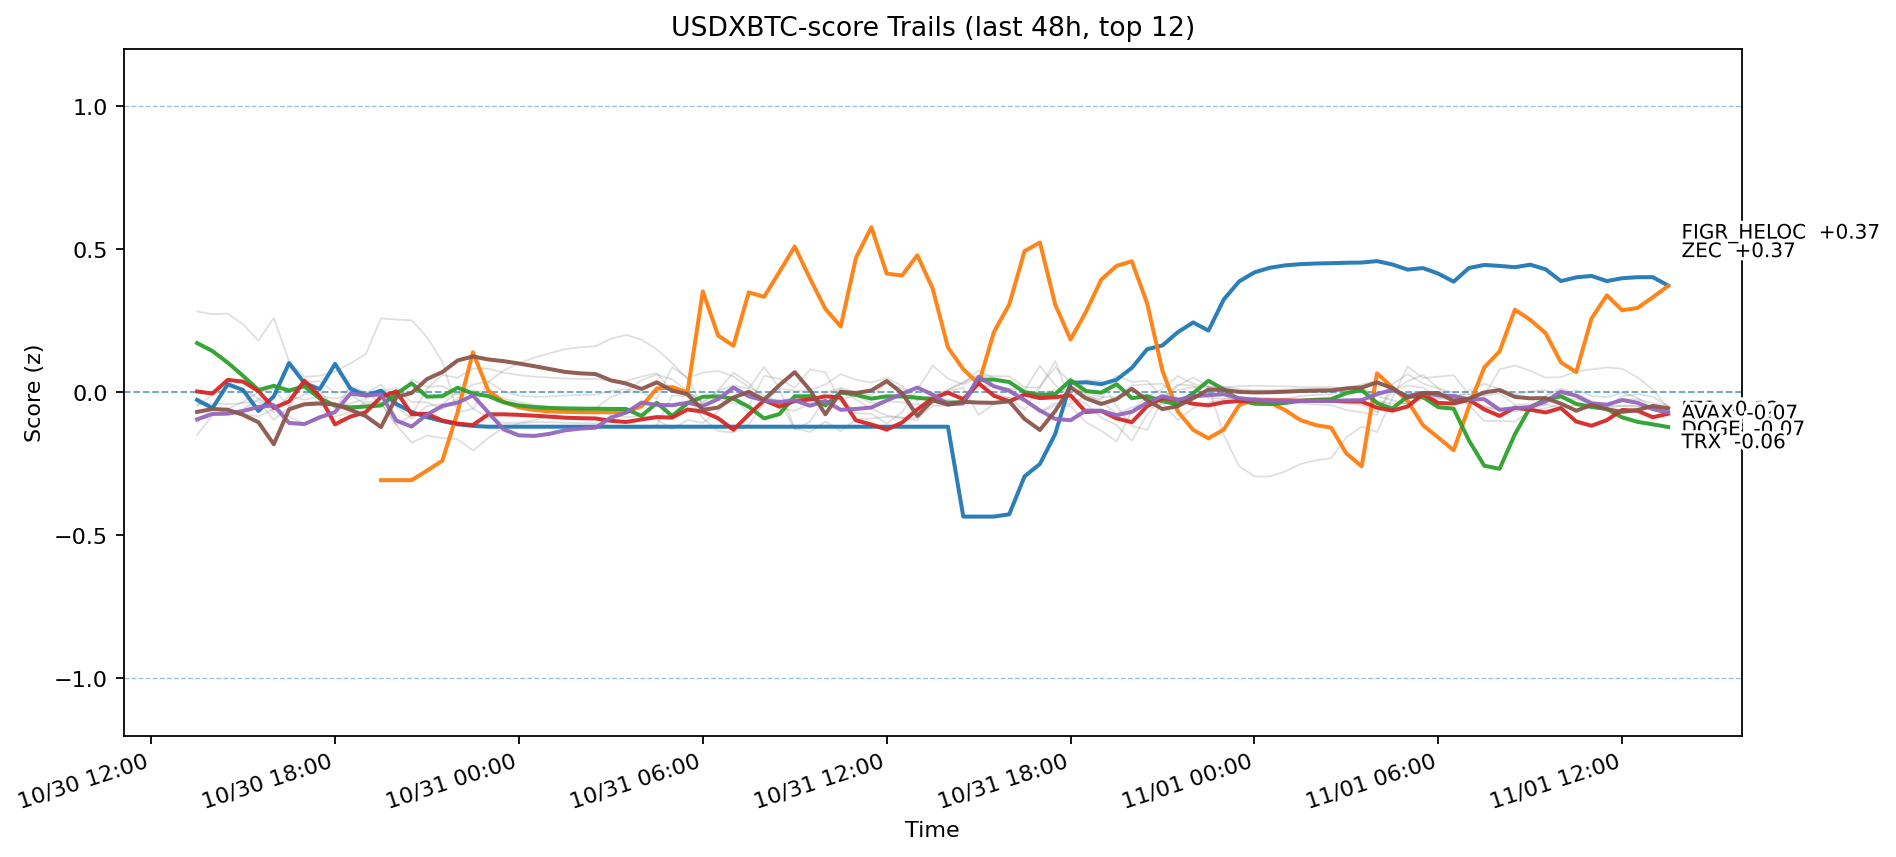 USDXBTC-score Trails (last 48h, top 12)
Score (z)
1.0
0.5
0.0
−0.5
−1.0
FIGR_HELOC +0.37
ZEC +0.37
AVAX -0.07
DOGE -0.07
TRX -0.06
10/30 12:00
10/30 18:00
10/31 00:00
10/31 06:00
10/31 12:00
10/31 18:00
11/01 00:00
11/01 06:00
11/01 12:00
Time